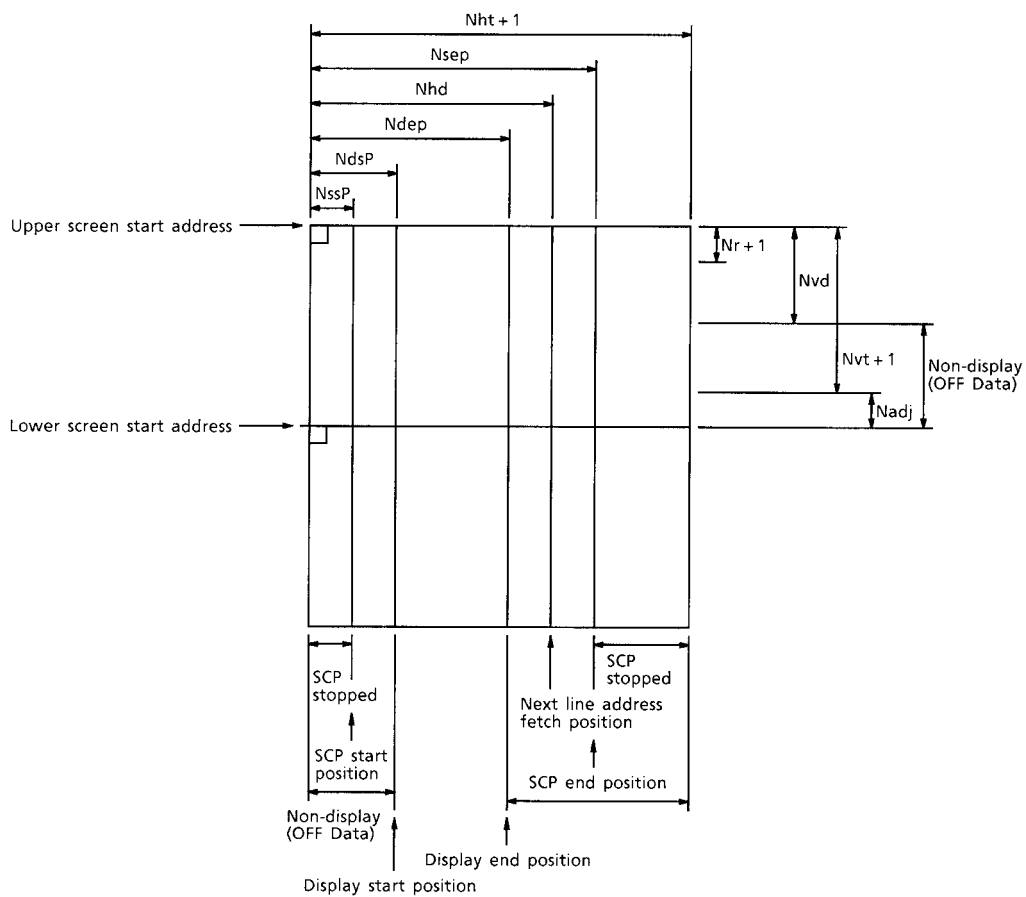 Nht + 1
Nsep
Nhd
Ndep
NdsP
NssP
Upper screen start address
Nr + 1
Nvd
Nvt + 1
Non-display
(OFF Data)
Nadj
Lower screen start address
SCP
stopped
SCP
stopped
Next line address
fetch position
SCP start
position
SCP end position
Non-display
(OFF Data)
Display end position
Display start position